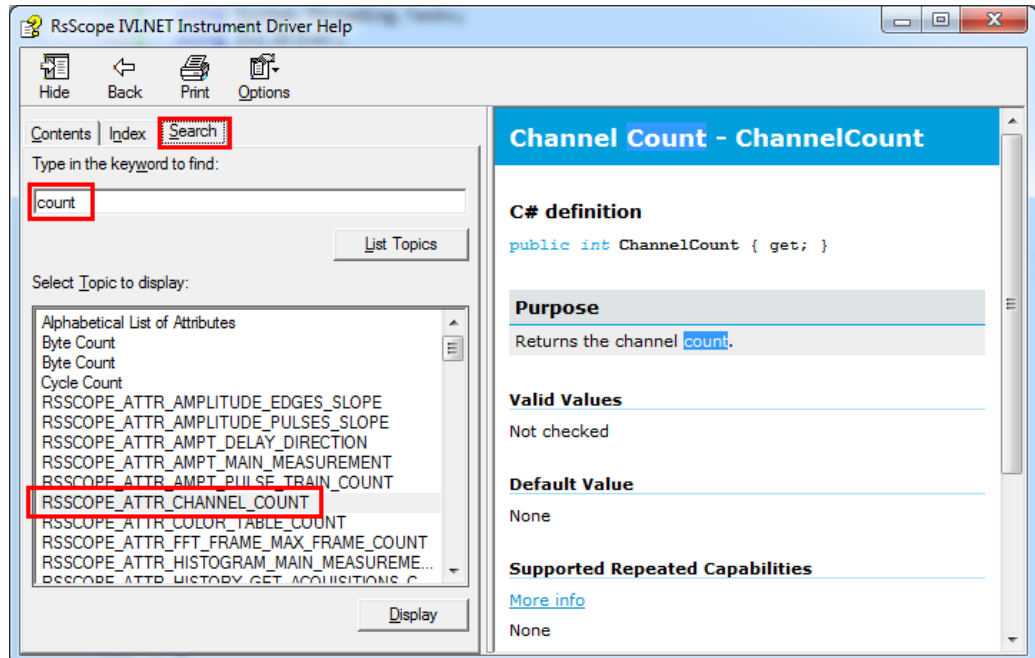 RsScope IVI.NET Instrument Driver Help
Hide Back Print Options
Contents Index Search
Type in the keyword to find:
count
List Topics
Select Topic to display:
Alphabetical List of Attributes
Byte Count
Byte Count
Cycle Count
RSSCOPE_ATTR_AMPLITUDE_EDGES_SLOPE
RSSCOPE_ATTR_AMPLITUDE_PULSES_SLOPE
RSSCOPE_ATTR_AMPT_DELAY_DIRECTION
RSSCOPE_ATTR_AMPT_MAIN_MEASUREMENT
RSSCOPE_ATTR_AMPT_PULSE_TRAIN_COUNT
RSSCOPE_ATTR_CHANNEL_COUNT
RSSCOPE_ATTR_COLOR_TABLE_COUNT
RSSCOPE_ATTR_FFT_FRAME_MAX_FRAME_COUNT
RSSCOPE_ATTR_HISTOGRAM_MAIN_MEASUREME...
RSSCOPE_ATTR_HISTORY_GET_ACQUISITIONS_C...
Display
Channel Count - ChannelCount
C# definition
public int ChannelCount { get; }
Purpose
Returns the channel count.
Valid Values
Not checked
Default Value
None
Supported Repeated Capabilities
More info
None